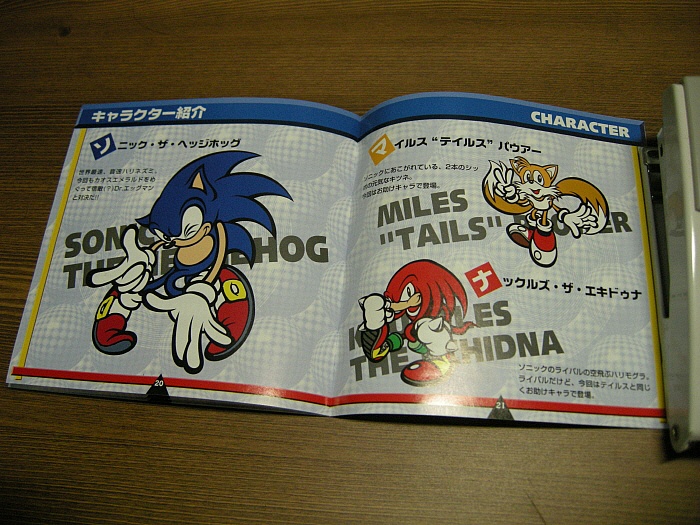 キャラクター紹介
ソニック・ザ・ヘッジホッグ
世界最速、音速ハリネズミ。
今回もカオスエメラルドをめ
ぐって宿敵(?)Dr.エッグマン
と対決だ!!
SONIC
THE HEDGEHOG
20
CHARACTER
マイルス“テイルス”パウアー
ソニックにあこがれている、2本のシッ
の元気なキツネ。
今回はお助けキャラで登場。
MILES
"TAILS" POWER
ナックルズ・ザ・エキドゥナ
KNUCKLES
THE ECHIDNA
ソニックのライバルの空飛ぶハリモグラ。
ライバルだけど、今回はテイルスと同じ
くお助けキャラで登場。
21